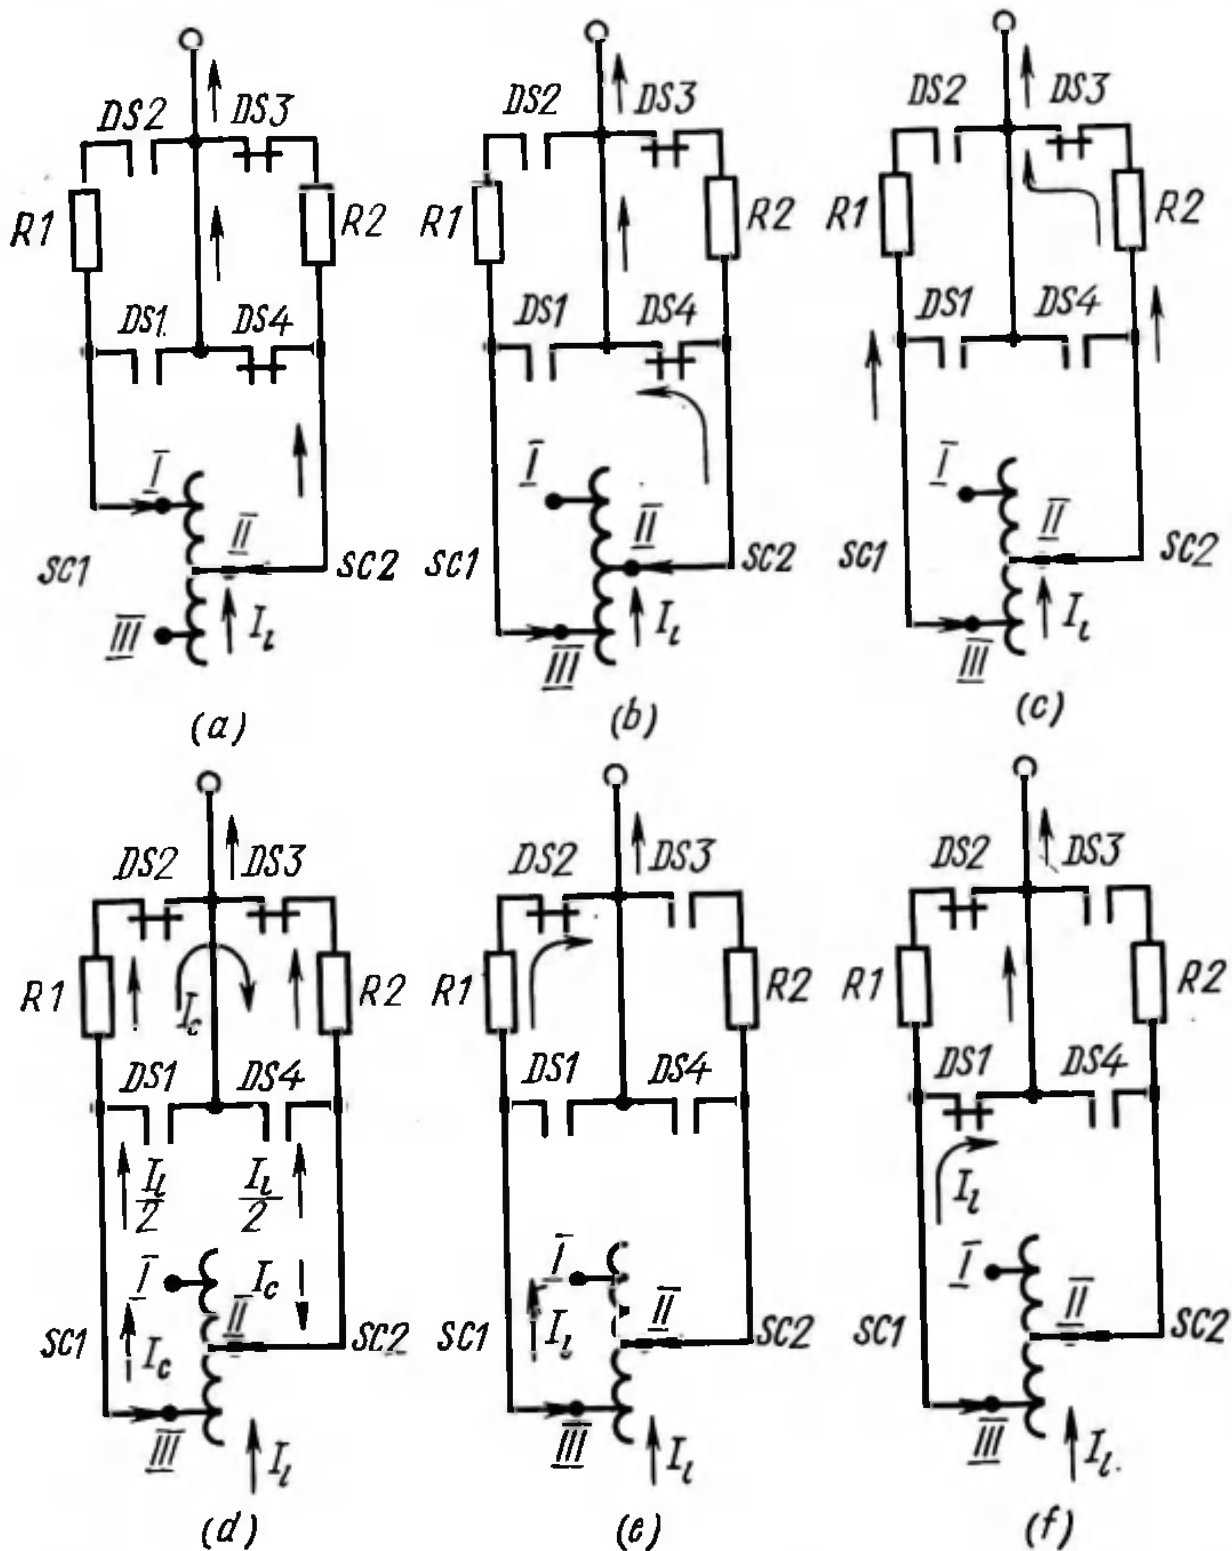 DS2 DS3
R1 R2
DS1 DS4
I
II
SC1 SC2
III I_l
(a)
DS2 DS3
R1 R2
DS1 DS4
I
II
SC1 SC2
III I_l
(b)
DS2 DS3
R1 R2
DS1 DS4
I
II
SC1 SC2
III I_l
(c)
DS2 DS3
R1 I_c R2
DS1 DS4
I_l/2 I_l/2
I I_c
II
SC1 I_c SC2
III I_l
(d)
DS2 DS3
R1 R2
DS1 DS4
I
II
SC1 I_l SC2
III I_l
(e)
DS2 DS3
R1 R2
DS1 DS4
I_l
I
II
SC1 SC2
III I_l.
(f)